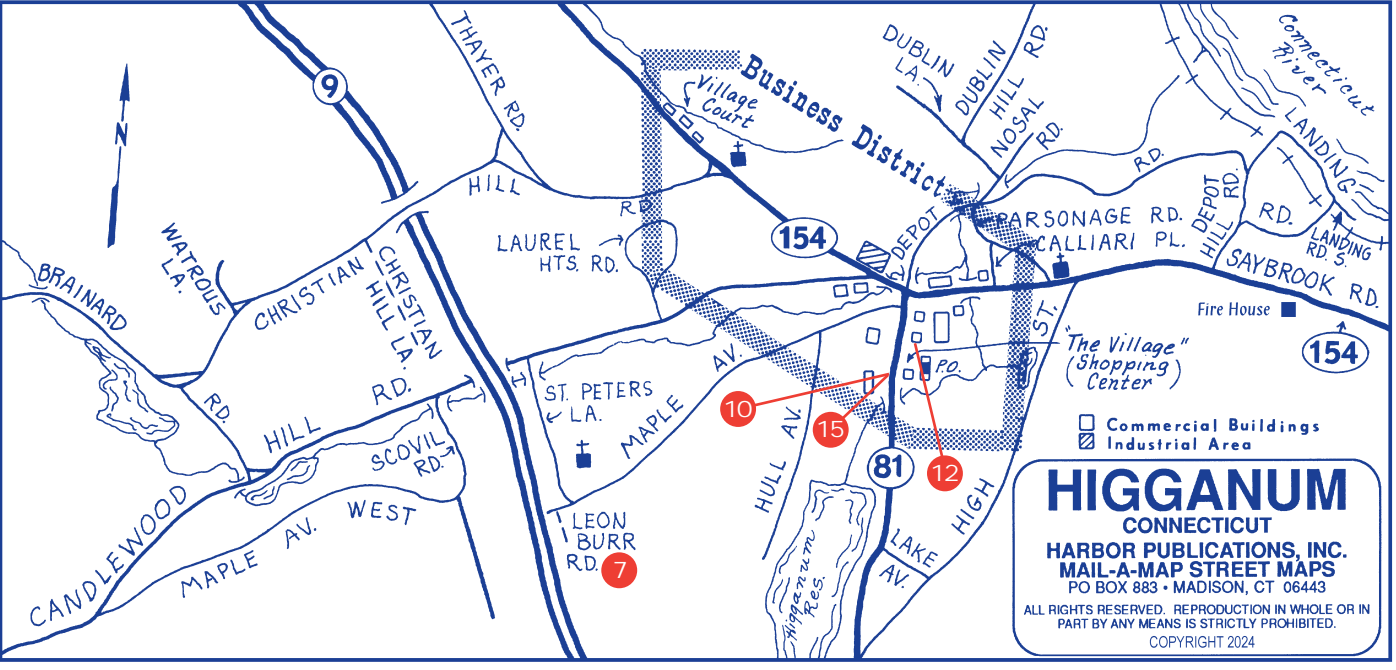 9
N
THAYER RD.
Village
Court
Business District
DUBLIN
LA.
DUBLIN
HILL
RD.
NOSAL
RD.
Connecticut
River
LANDING
RD.
HILL
RD.
LAUREL
HTS. RD.
154
DEPOT
RD.
PARSONAGE RD.
CALLIARI PL.
DEPOT
HILL
RD.
LANDING
RD. S.
SAYBROOK RD.
Fire House
154
WATROUS
LA.
BRAINARD
RD.
CHRISTIAN
CHRISTIAN
HILL LA.
ST.
"The Village"
(Shopping
Center)
P.O.
AV.
MAPLE
ST. PETERS
LA.
RD.
HILL
CANDLEWOOD
SCOVIL
RD.
MAPLE AV. WEST
LEON
BURR
RD.
7
10
15
12
HULL AV.
81
HIGH
LAKE
AV.
Higganum
Res.
Commercial Buildings
Industrial Area
HIGGANUM
CONNECTICUT
HARBOR PUBLICATIONS, INC.
MAIL-A-MAP STREET MAPS
PO BOX 883 • MADISON, CT 06443
ALL RIGHTS RESERVED. REPRODUCTION IN WHOLE OR IN
PART BY ANY MEANS IS STRICTLY PROHIBITED.
COPYRIGHT 2024